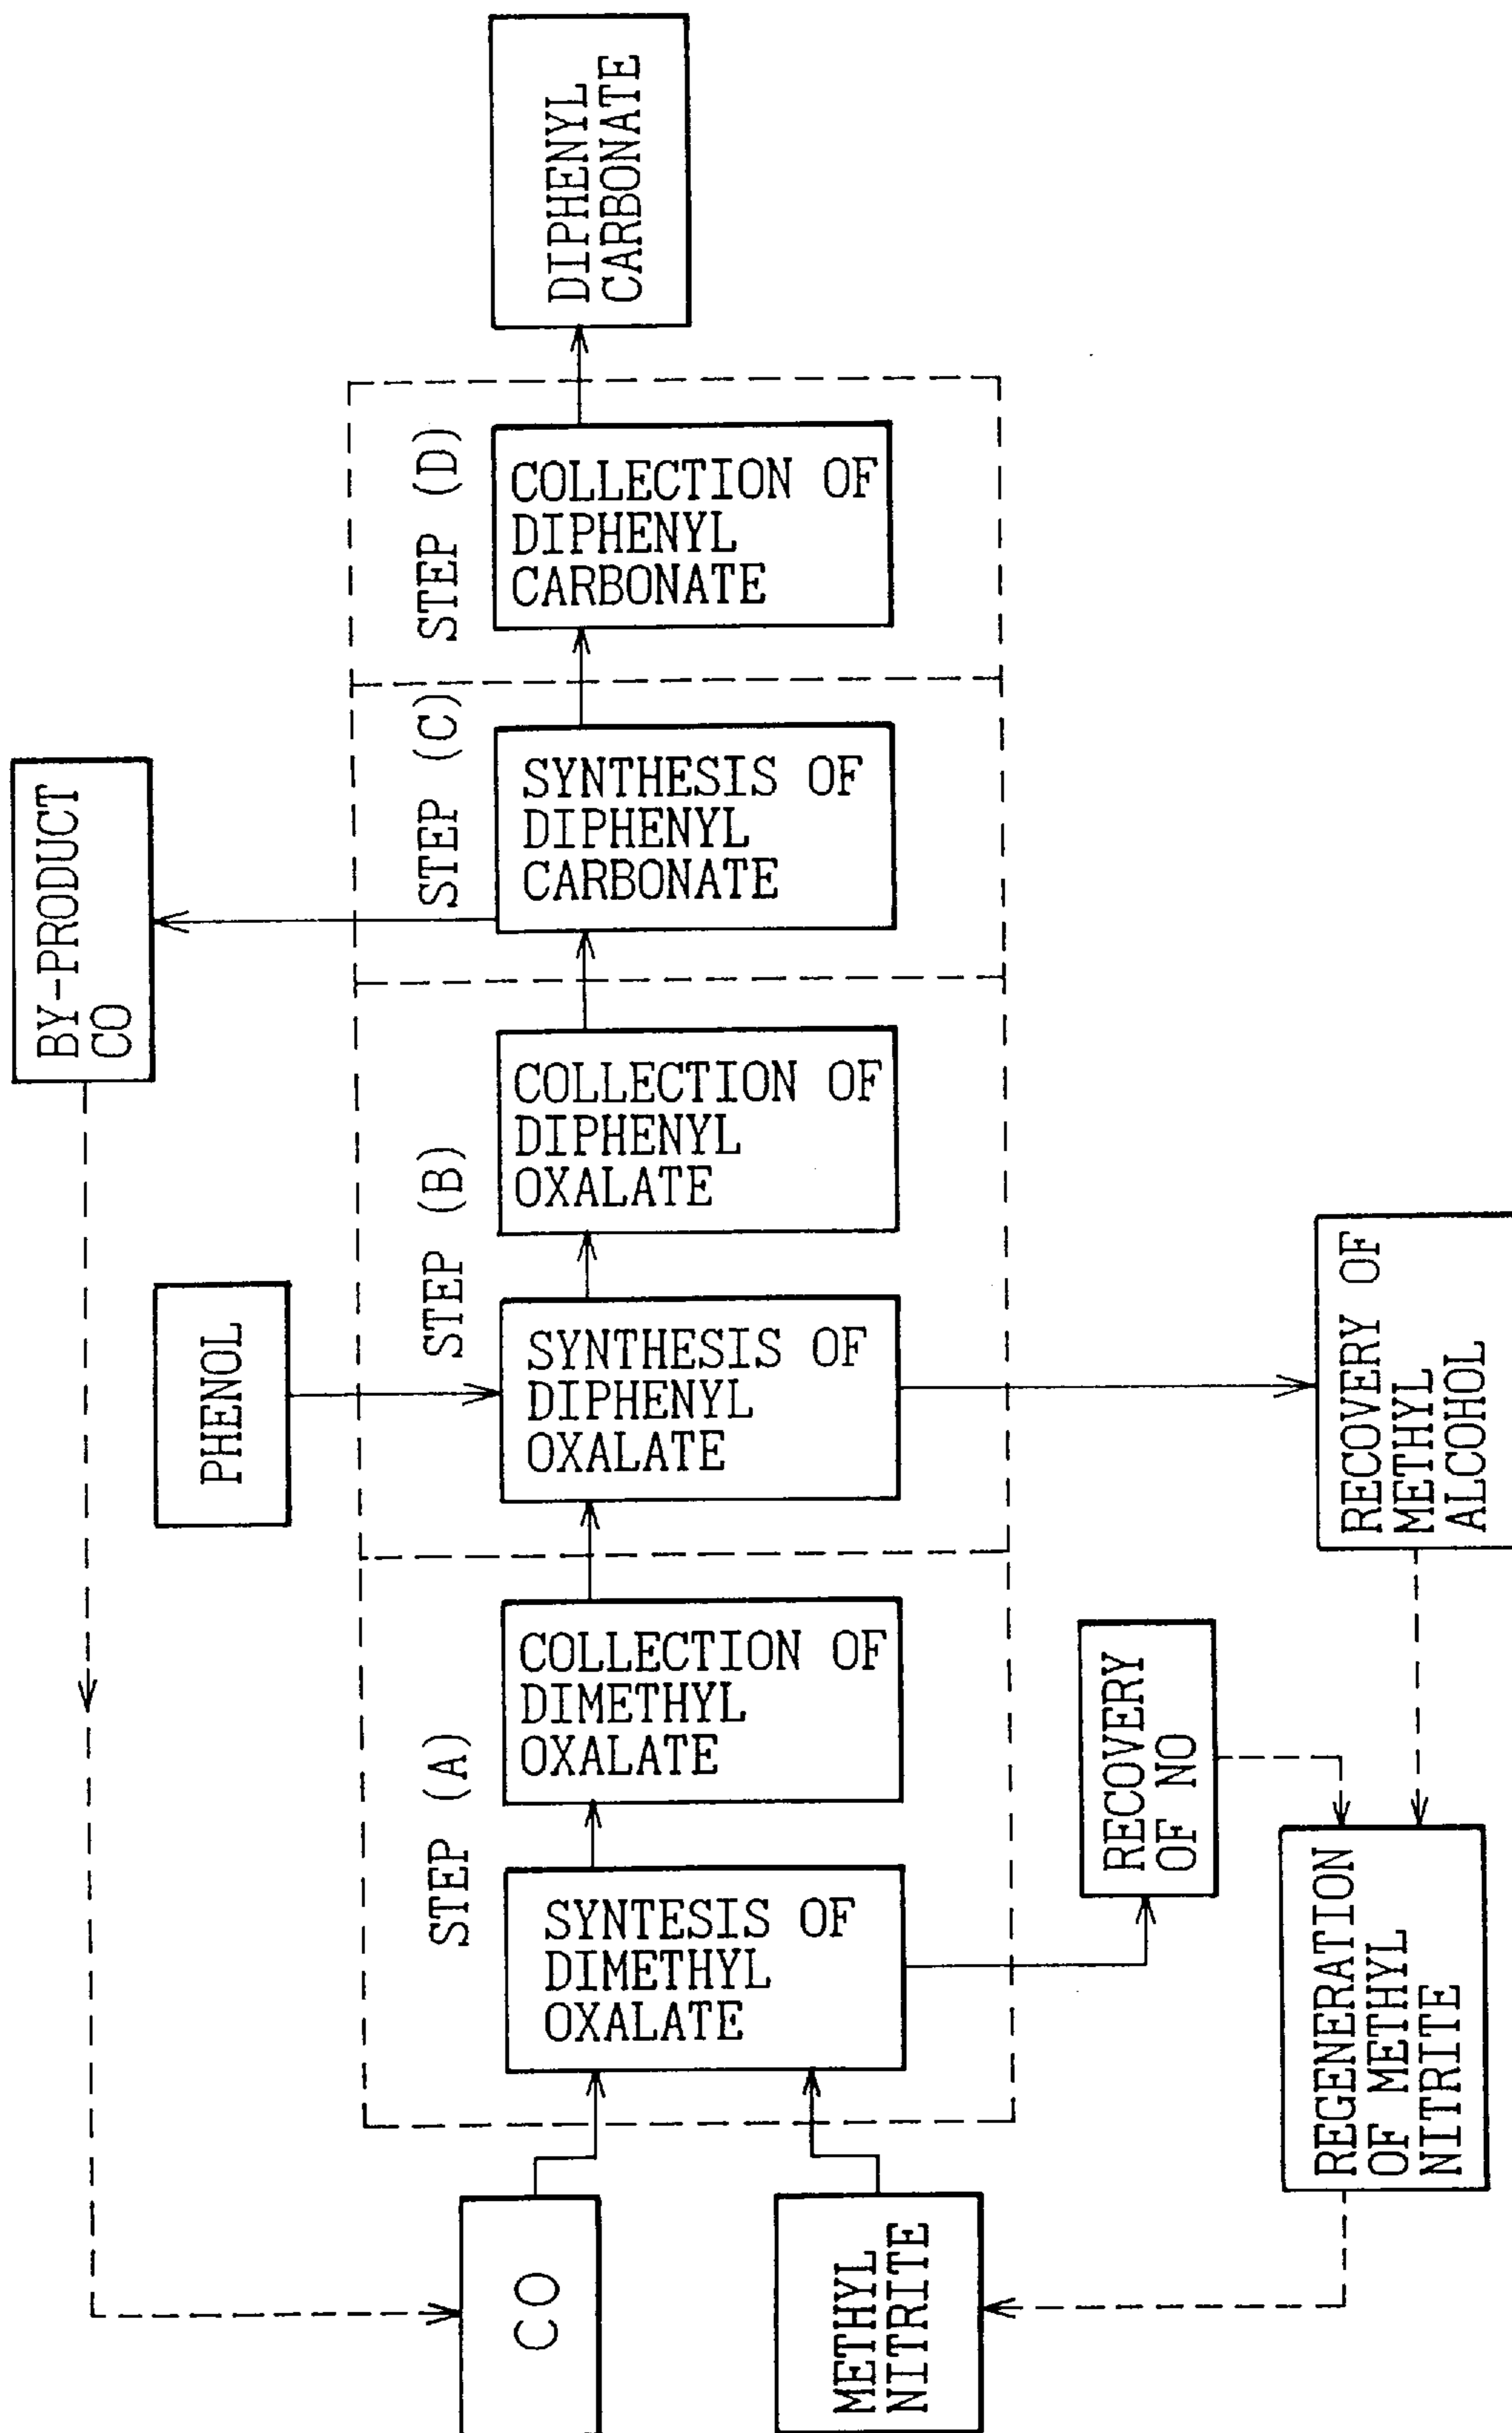 BY-PRODUCT
CO
PHENOL
CO
METHYL
NITRITE
STEP (A)
SYNTESIS OF
DIMETHYL
OXALATE
COLLECTION OF
DIMETHYL
OXALATE
STEP (B)
SYNTHESIS OF
DIPHENYL
OXALATE
COLLECTION OF
DIPHENYL
OXALATE
STEP (C)
SYNTHESIS OF
DIPHENYL
CARBONATE
STEP (D)
COLLECTION OF
DIPHENYL
CARBONATE
DIPHENYL
CARBONATE
RECOVERY
OF NO
REGENERATION
OF METHYL
NITRITE
RECOVERY OF
METHYL
ALCOHOL